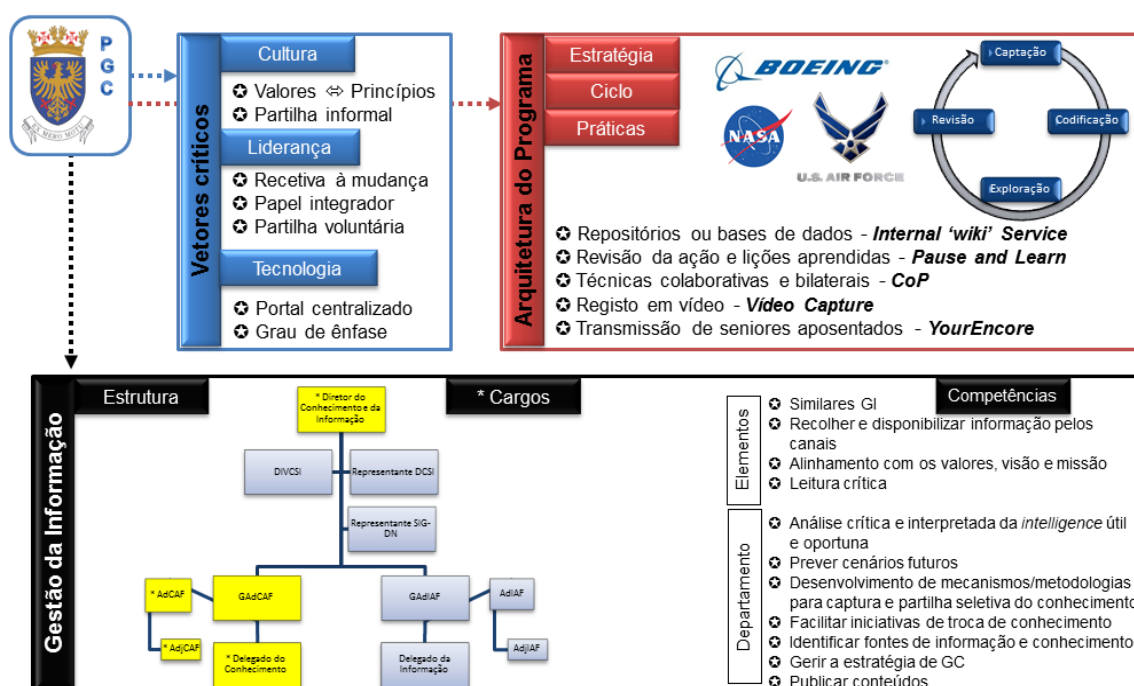 P
G
C
EX MERO MOTU
Vetores críticos
Cultura
✪ Valores ⇔ Princípios
✪ Partilha informal
Liderança
✪ Recetiva à mudança
✪ Papel integrador
✪ Partilha voluntária
Tecnologia
✪ Portal centralizado
✪ Grau de ênfase
Arquitetura do Programa
Estratégia
Ciclo
Práticas
BOEING
NASA
U.S. AIR FORCE
Captação
Codificação
Exploração
Revisão
✪ Repositórios ou bases de dados - Internal ‘wiki’ Service
✪ Revisão da ação e lições aprendidas - Pause and Learn
✪ Técnicas colaborativas e bilaterais - CoP
✪ Registo em vídeo - Vídeo Capture
✪ Transmissão de seniores aposentados - YourEncore
Gestão da Informação
Estrutura
* Cargos
* Diretor do
Conhecimento e da
Informação
DIVCSI
Representante DCSI
Representante SIG-
DN
* AdCAF
GAdCAF
GAdIAF
AdIAF
* AdjCAF
* Delegado do
Conhecimento
Delegado da
Informação
AdjIAF
Competências
Elementos
✪ Similares GI
✪ Recolher e disponibilizar informação pelos
canais
✪ Alinhamento com os valores, visão e missão
✪ Leitura crítica
Departamento
✪ Análise crítica e interpretada da intelligence útil
e oportuna
✪ Prever cenários futuros
✪ Desenvolvimento de mecanismos/metodologias
para captura e partilha seletiva do conhecimento
✪ Facilitar iniciativas de troca de conhecimento
✪ Identificar fontes de informação e conhecimento
✪ Gerir a estratégia de GC
✪ Publicar conteúdos